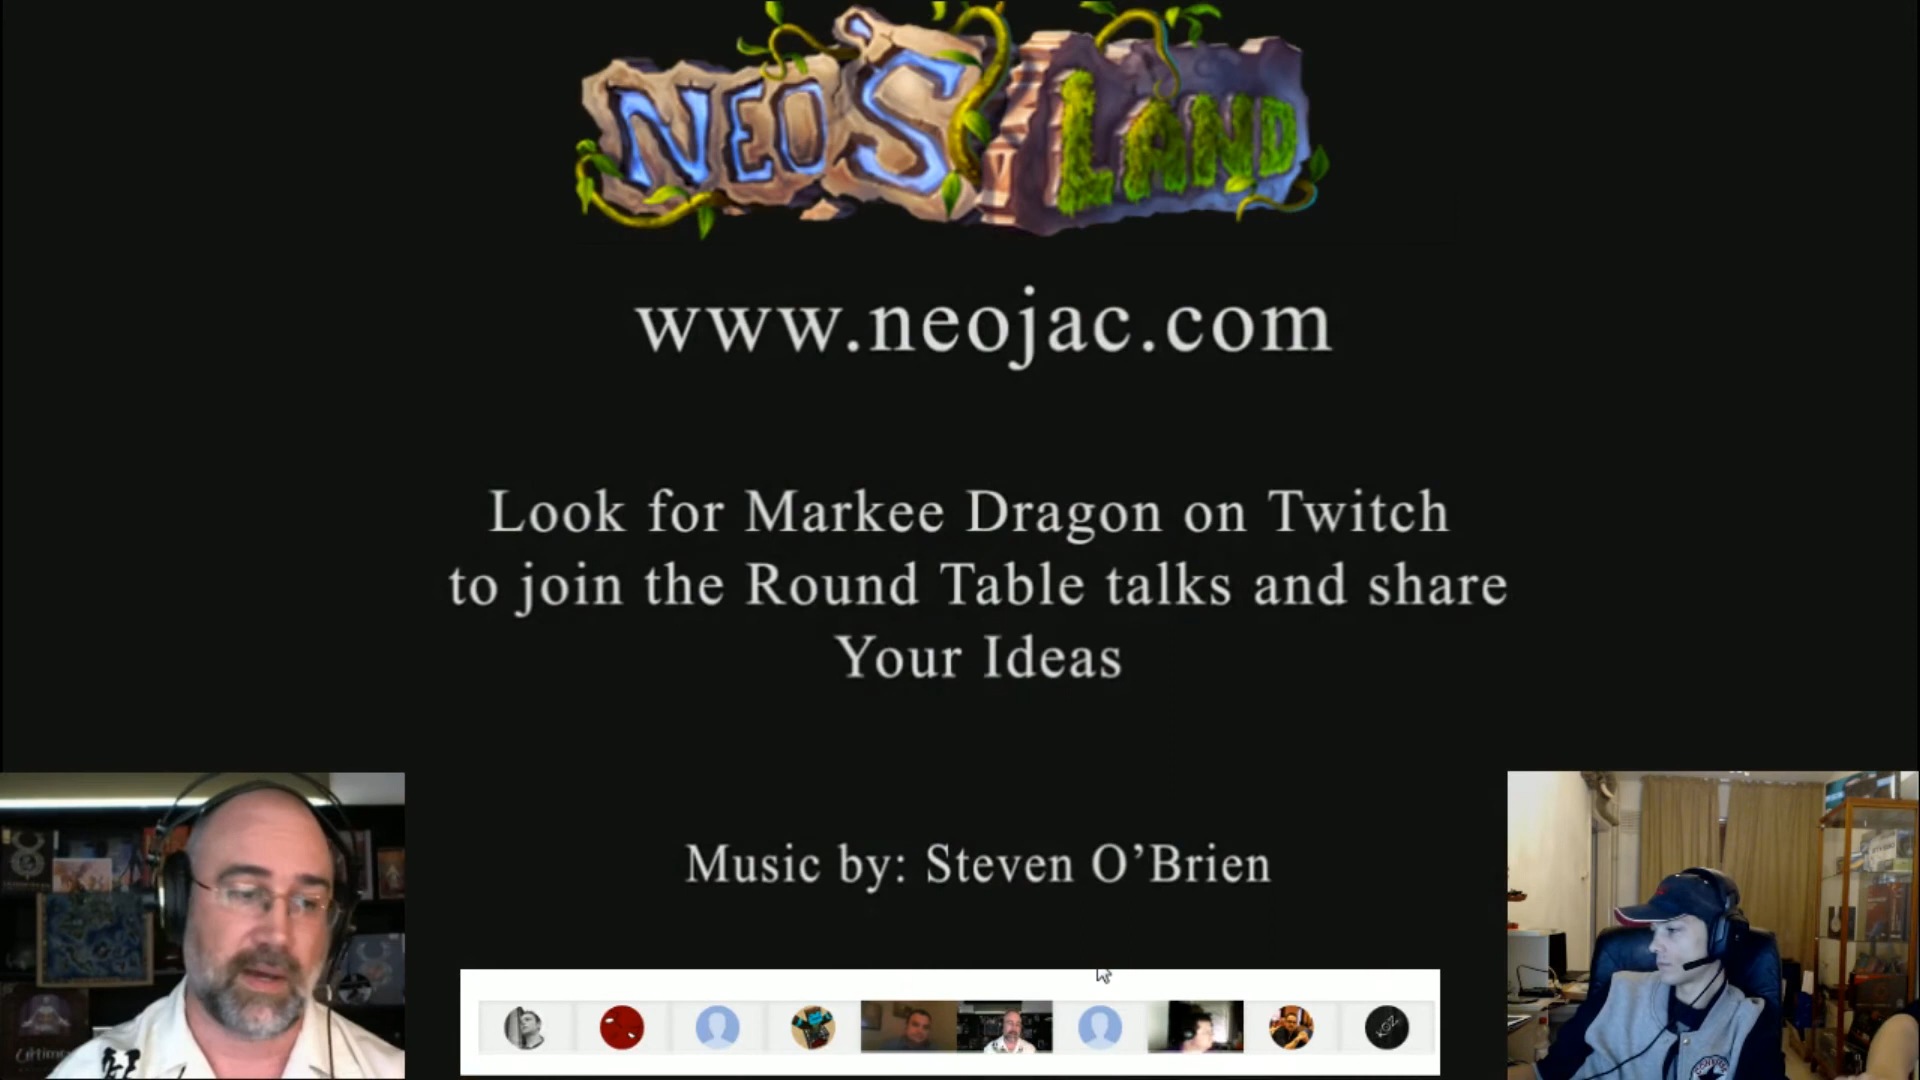 NEO'S LAND
www.neojac.com
Look for Markee Dragon on Twitch
to join the Round Table talks and share
Your Ideas
Music by: Steven O’Brien
KOZ